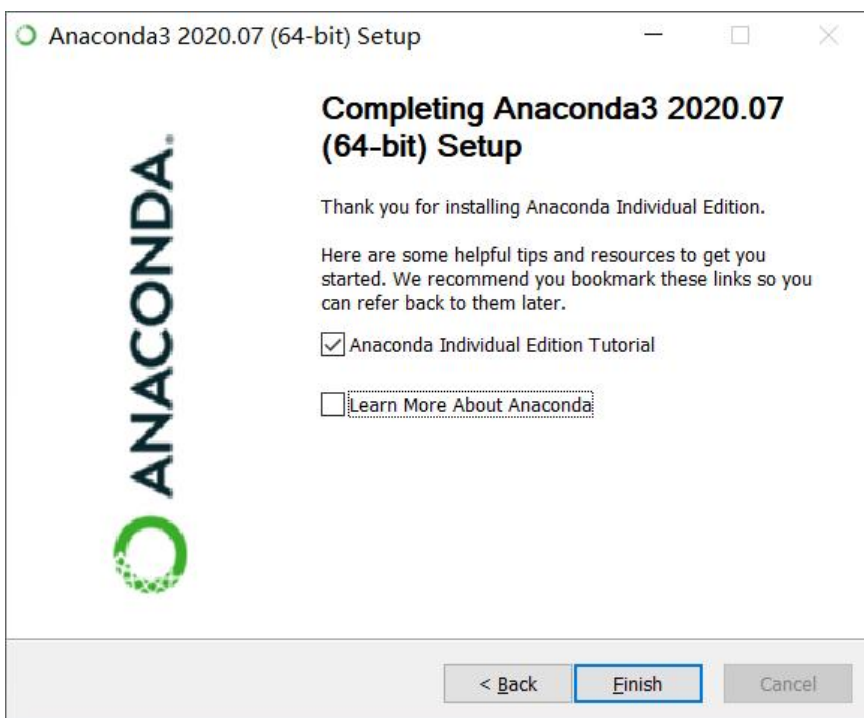 Anaconda3 2020.07 (64-bit) Setup
ANACONDA.
Completing Anaconda3 2020.07
(64-bit) Setup
Thank you for installing Anaconda Individual Edition.
Here are some helpful tips and resources to get you
started. We recommend you bookmark these links so you
can refer back to them later.
Anaconda Individual Edition Tutorial
Learn More About Anaconda
< Back
Finish
Cancel